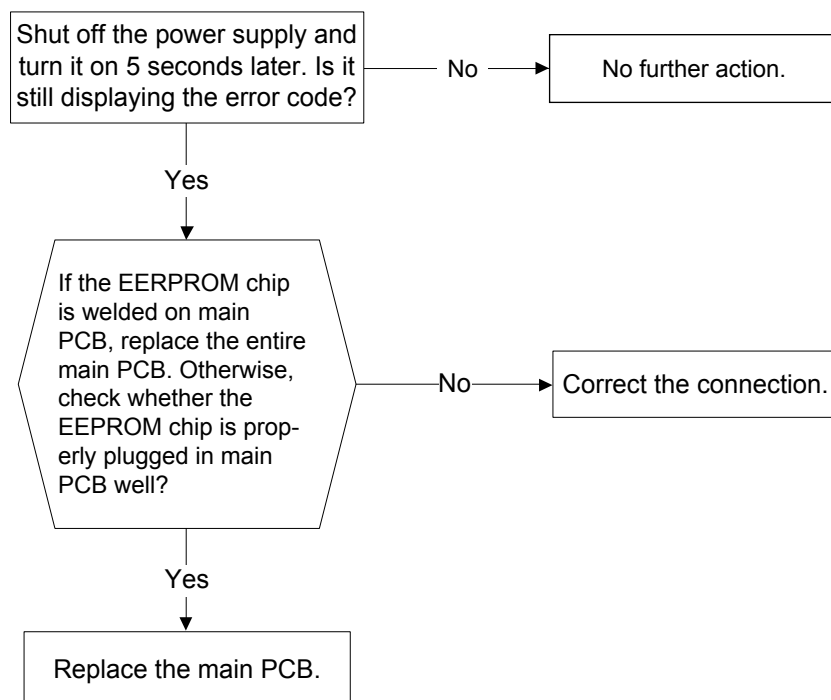 Shut off the power supply and
turn it on 5 seconds later. Is it
still displaying the error code?
No
No further action.
Yes
If the EERPROM chip
is welded on main
PCB, replace the entire
main PCB. Otherwise,
check whether the
EEPROM chip is prop-
erly plugged in main
PCB well?
No
Correct the connection.
Yes
Replace the main PCB.